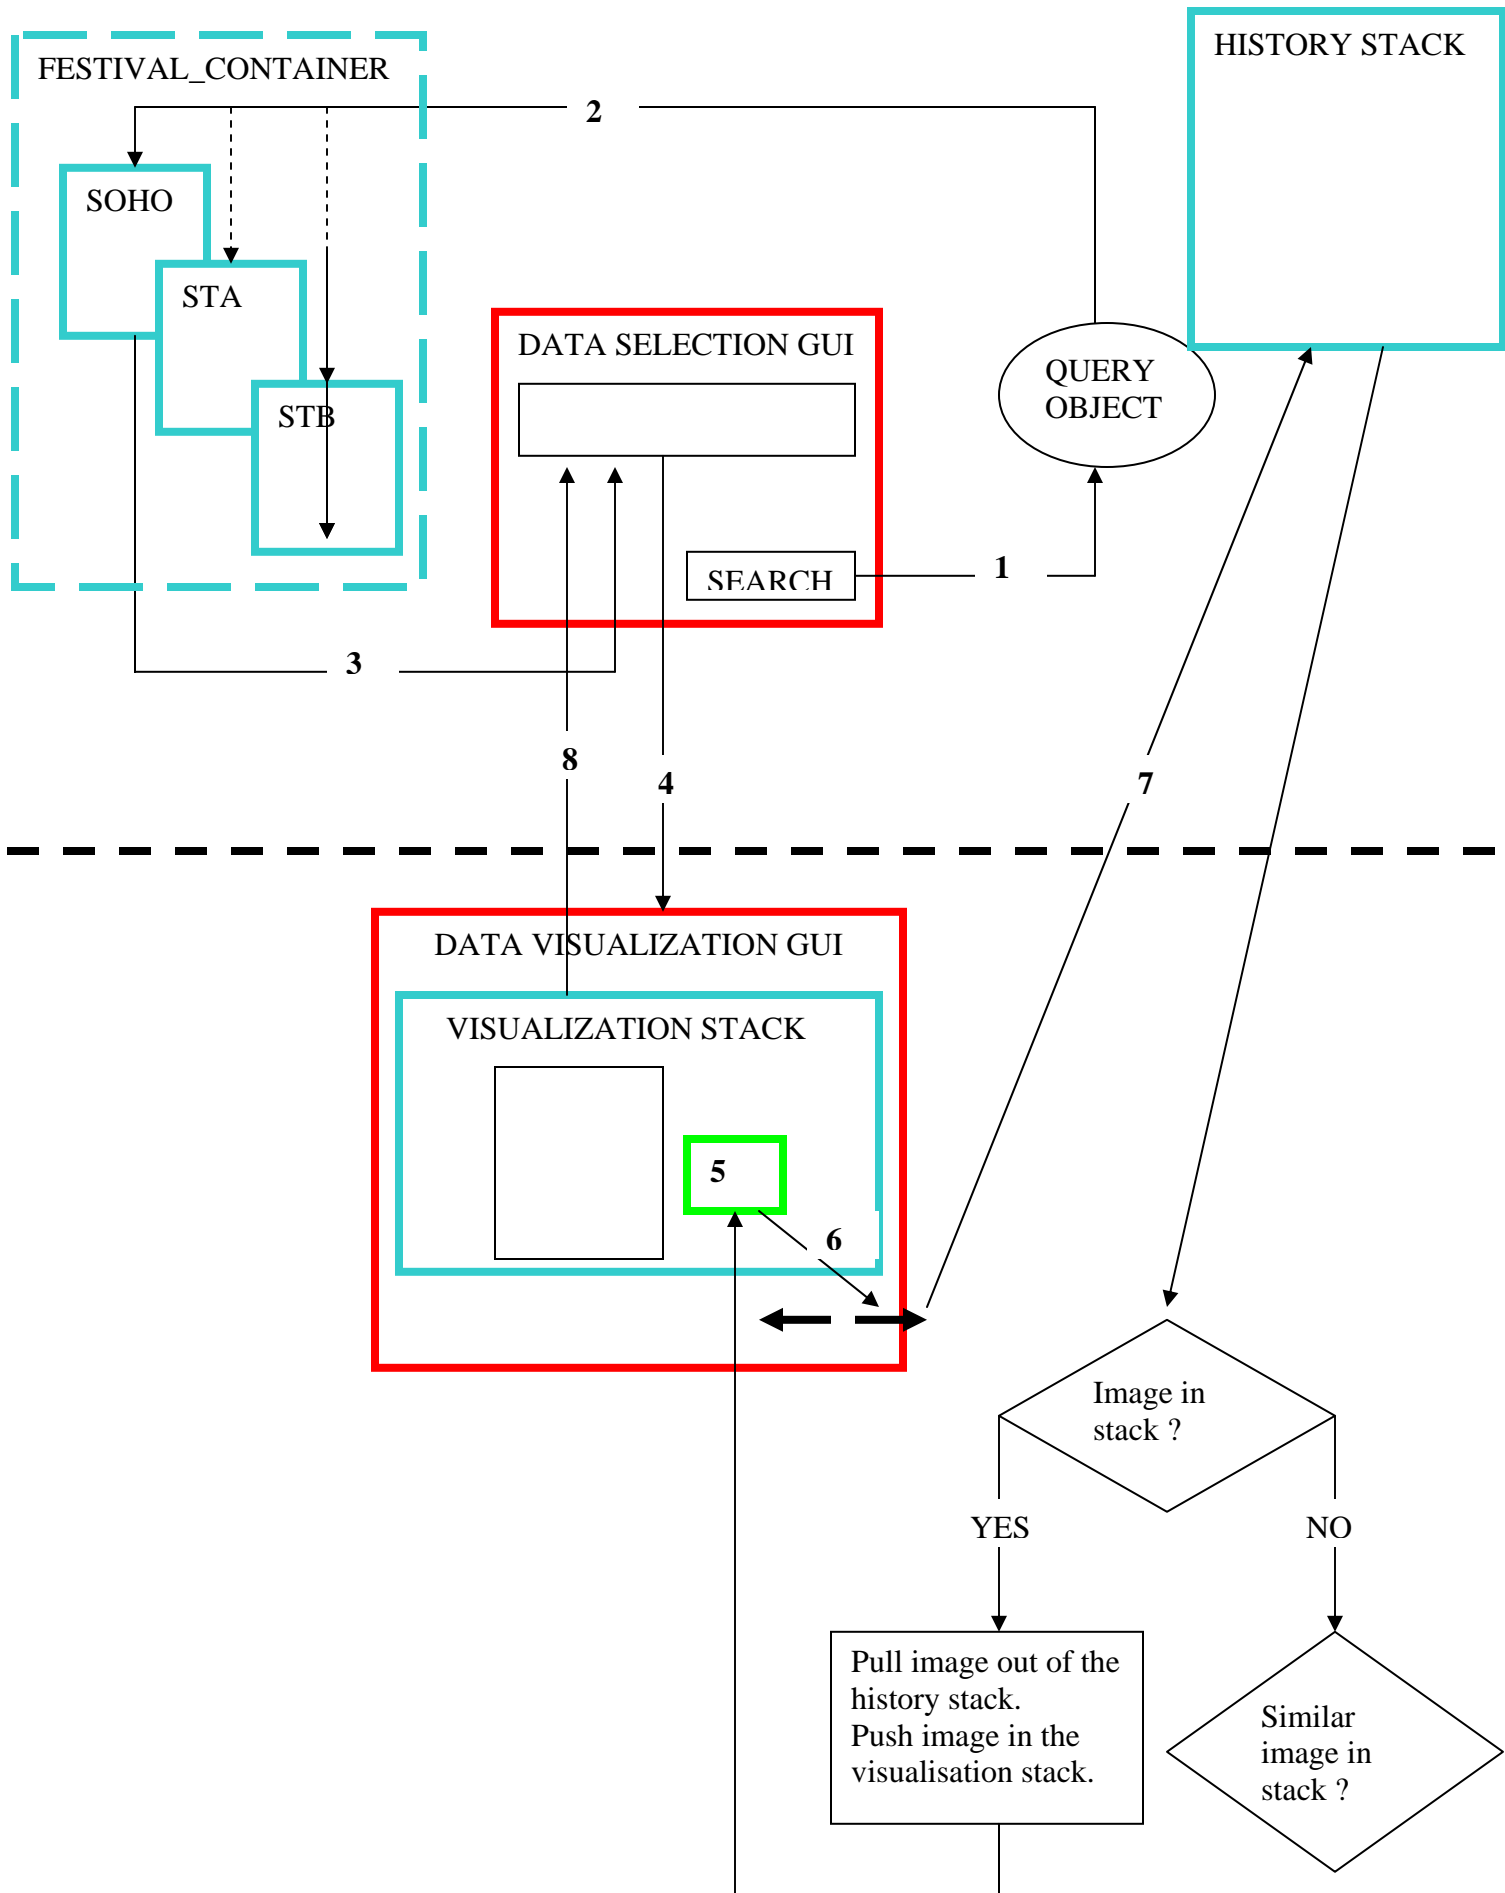 FESTIVAL_CONTAINER
HISTORY STACK
2
SOHO
STA
STB
DATA SELECTION GUI
QUERY
OBJECT
SEARCH
1
3
8
4
7
DATA VISUALIZATION GUI
VISUALIZATION STACK
5
6
Image in
stack ?
YES
NO
Pull image out of the
history stack.
Push image in the
visualisation stack.
Similar
image in
stack ?